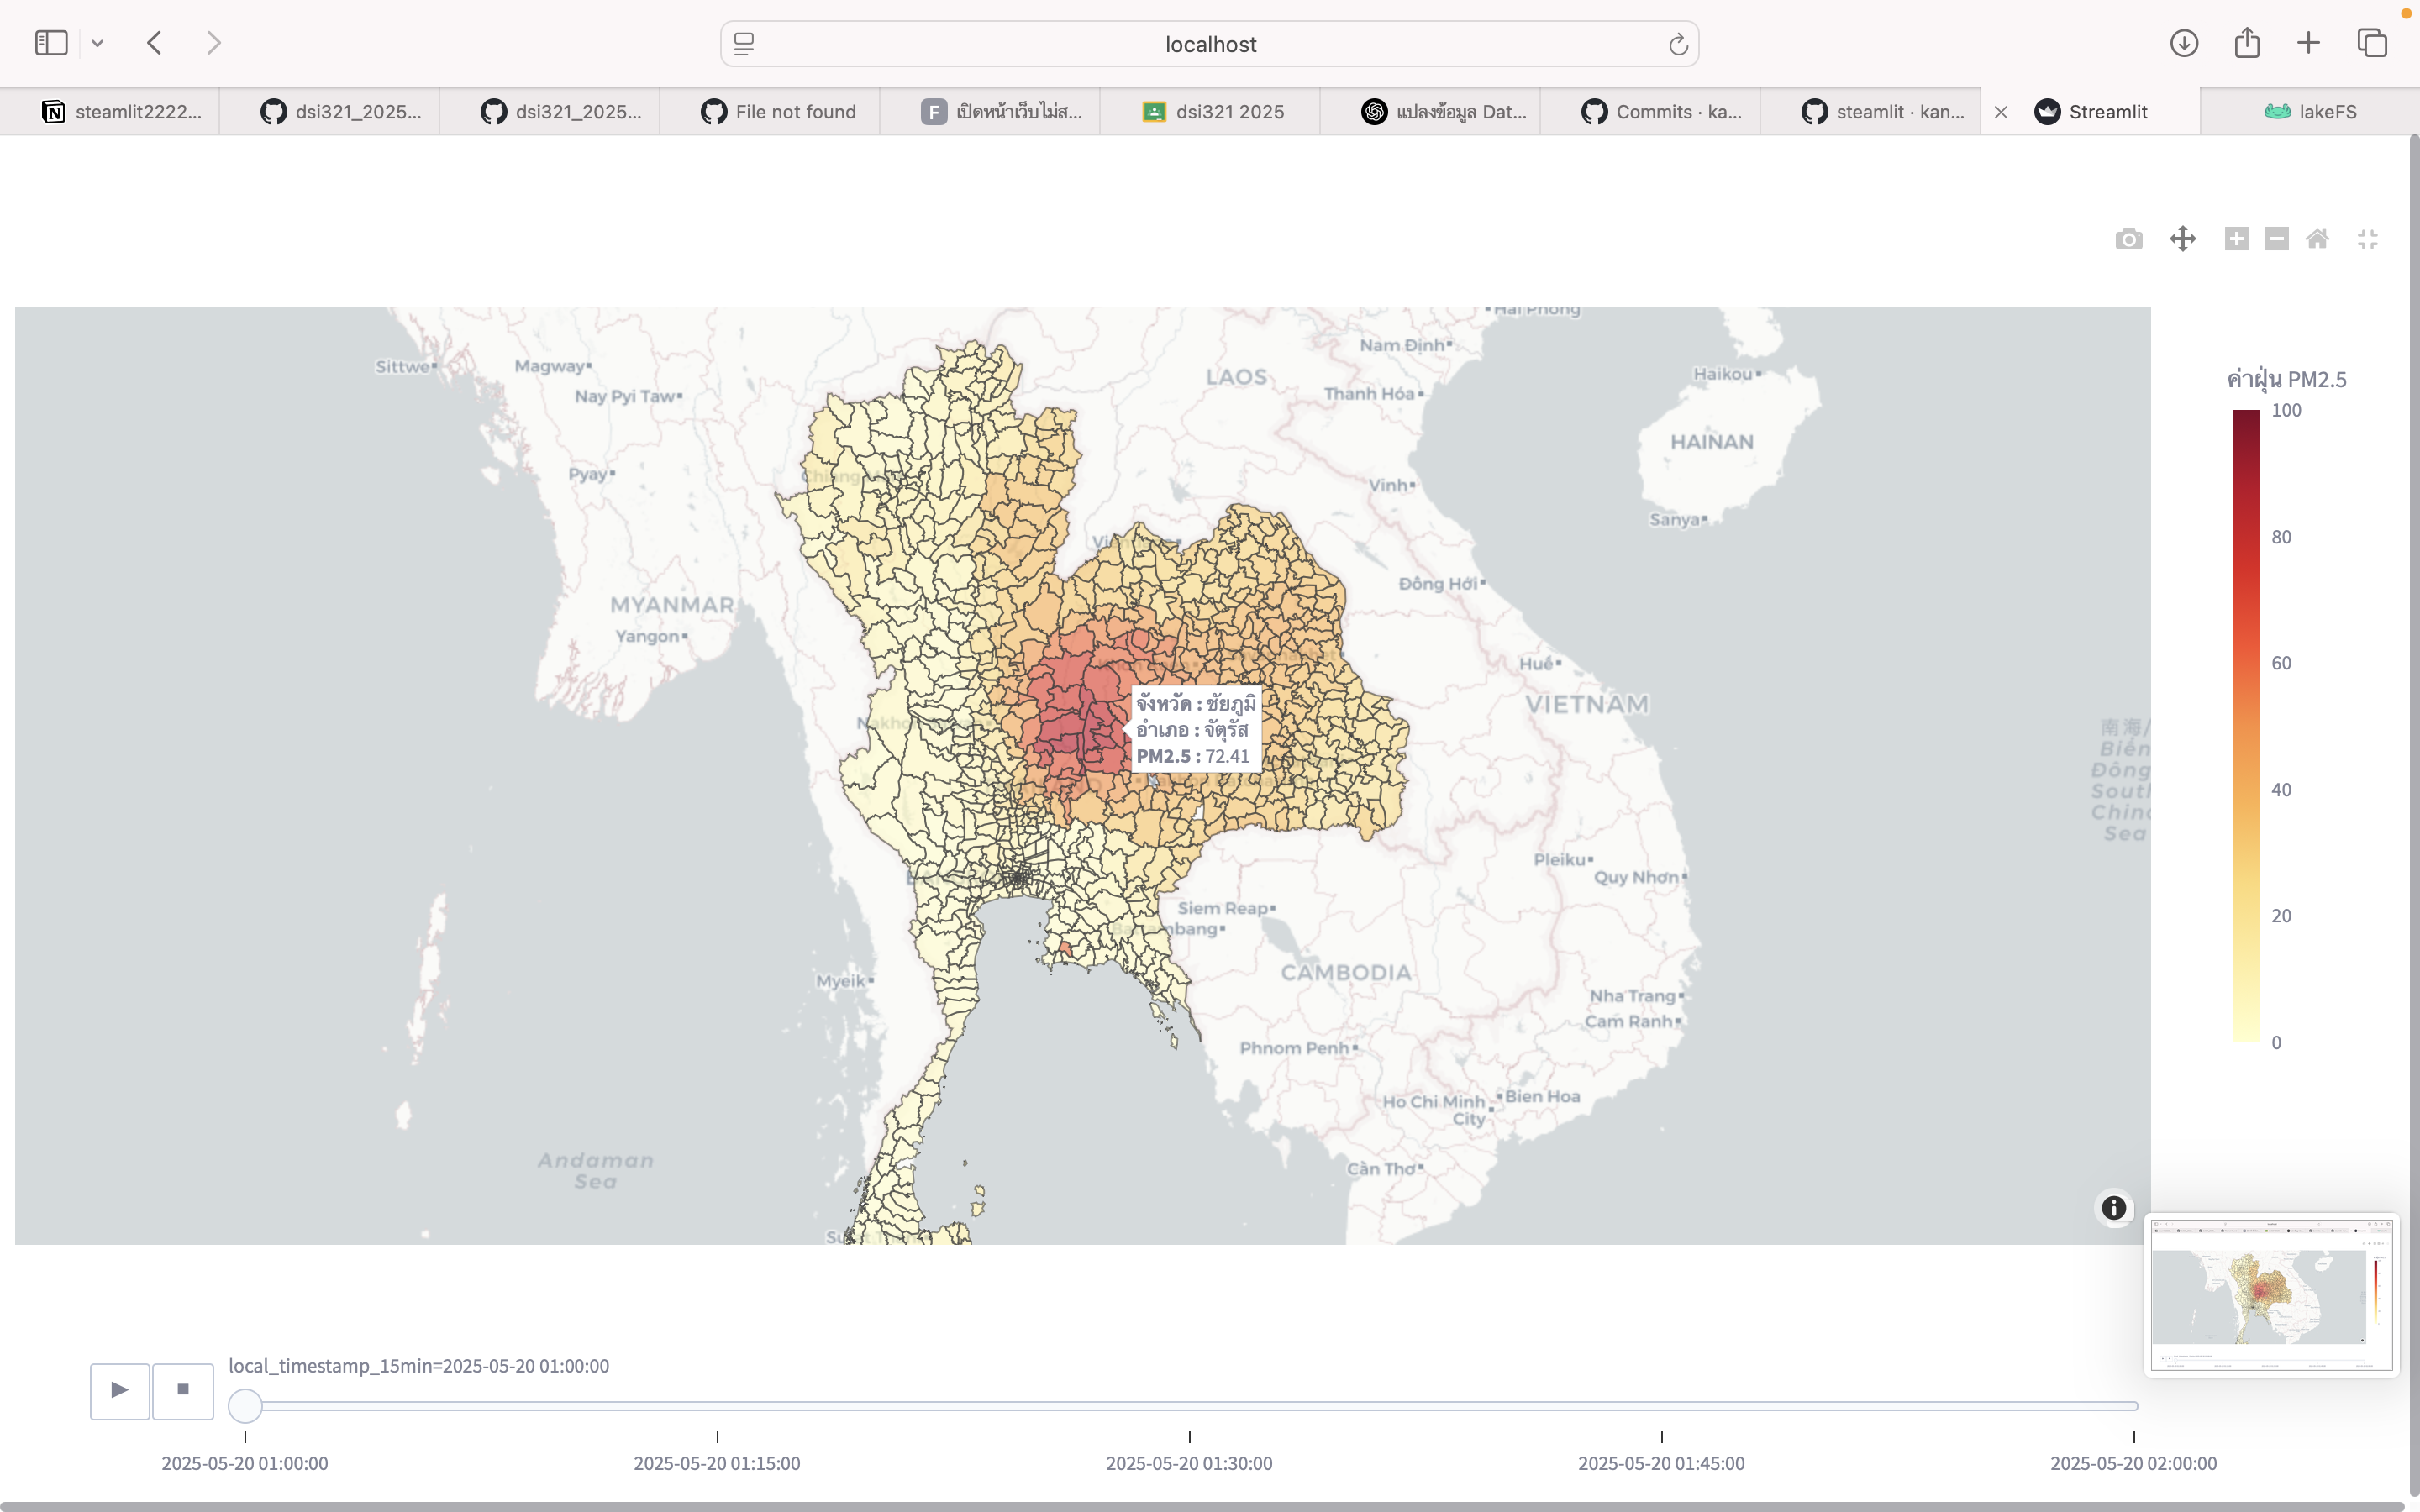 localhost
steamlit2222...
dsi321_2025...
dsi321_2025...
File not found
F
เปิดหน้าเว็บไม่ส...
dsi321 2025
แปลงข้อมูล Dat...
Commits · ka...
steamlit · kan...
Streamlit
lakeFS
Hai Phong
Nam Định
Sittwe
Magway
LAOS
Haikou
Nay Pyi Taw
Thanh Hóa
ค่าฝุ่น PM2.5
100
HAINAN
Pyay
Vinh
Sanya
80
Đồng Hới
MYANMAR
Yangon
Huế
60
จังหวัด : ชัยภูมิ
อำเภอ : จัตุรัส
PM2.5 : 72.41
VIETNAM
南海/
Biển
Đông
South
China
Sea
40
Pleiku
Quy Nhơn
Siem Reap
20
CAMBODIA
Myeik
Nha Trang
Cam Ranh
Phnom Penh
0
Ho Chi Minh
City
Bien Hoa
Andaman
Sea
Cần Thơ
local_timestamp_15min=2025-05-20 01:00:00
2025-05-20 01:00:00
2025-05-20 01:15:00
2025-05-20 01:30:00
2025-05-20 01:45:00
2025-05-20 02:00:00